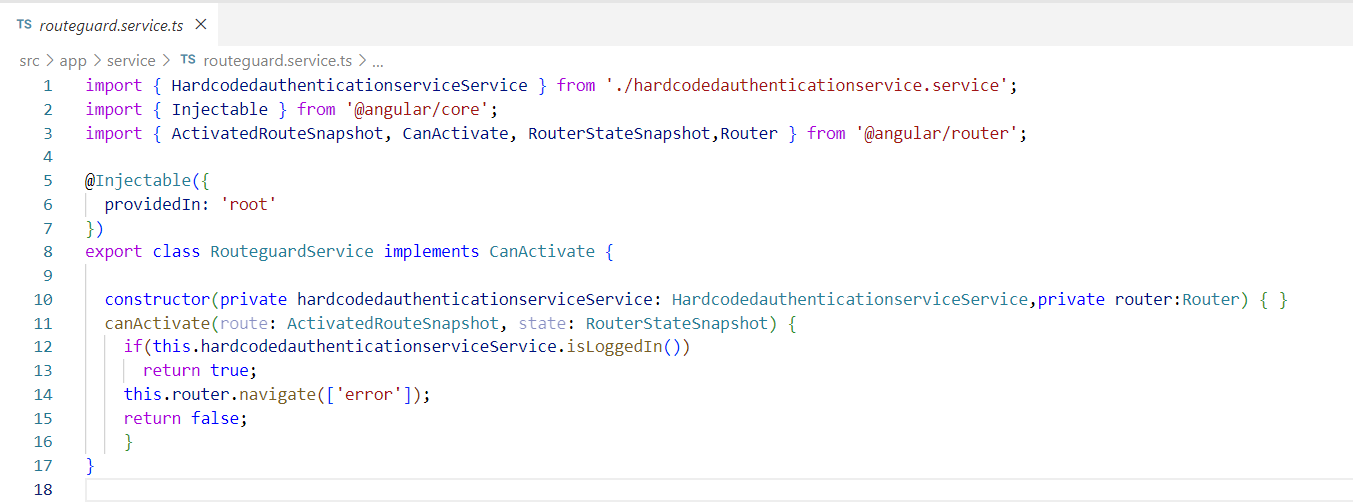 TS routeguard.service.ts ×
src > app > service > TS routeguard.service.ts > ...
1 import { HardcodedauthenticationserviceService } from './hardcodedauthenticationservice.service';
2 import { Injectable } from '@angular/core';
3 import { ActivatedRouteSnapshot, CanActivate, RouterStateSnapshot,Router } from '@angular/router';
4
5 @Injectable({
6   providedIn: 'root'
7 })
8 export class RouteguardService implements CanActivate {
9
10   constructor(private hardcodedauthenticationserviceService: HardcodedauthenticationserviceService,private router:Router) { }
11   canActivate(route: ActivatedRouteSnapshot, state: RouterStateSnapshot) {
12     if(this.hardcodedauthenticationserviceService.isLoggedIn())
13       return true;
14     this.router.navigate(['error']);
15     return false;
16     }
17 }
18